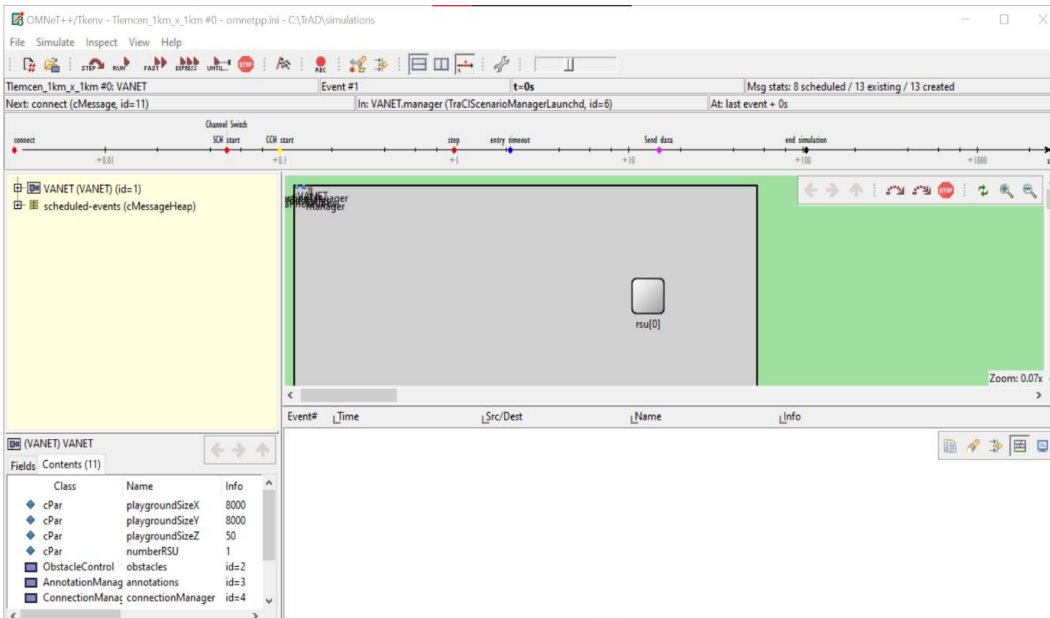 OMNeT++/Tkenv - Tlemcen_1km_x_1km #0 - omnetpp.ini - C:\TrAD\simulations
File Simulate Inspect View Help
STEP RUN FAST EXPRESS UNTIL... STOP REC
Tlemcen_1km_x_1km #0: VANET Event #1 t=0s Msg stats: 8 scheduled / 13 existing / 13 created
Next: connect (cMessage, id=11) In: VANET.manager (TraCIScenarioManagerLaunchd, id=6) At: last event + 0s
Channel Switch
connect SCH start CCH start step entry timeout Send data end simulation
+0.01 +0.1 +1 +10 +100 +1000
VANET (VANET) (id=1)
scheduled-events (cMessageHeap)
VANET
manager
STOP
rsu[0]
Zoom: 0.07x
Event# Time Src/Dest Name Info
(VANET) VANET
Fields Contents (11)
Class Name Info
cPar playgroundSizeX 8000
cPar playgroundSizeY 8000
cPar playgroundSizeZ 50
cPar numberRSU 1
ObstacleControl obstacles id=2
AnnotationManag annotations id=3
ConnectionManag connectionManager id=4